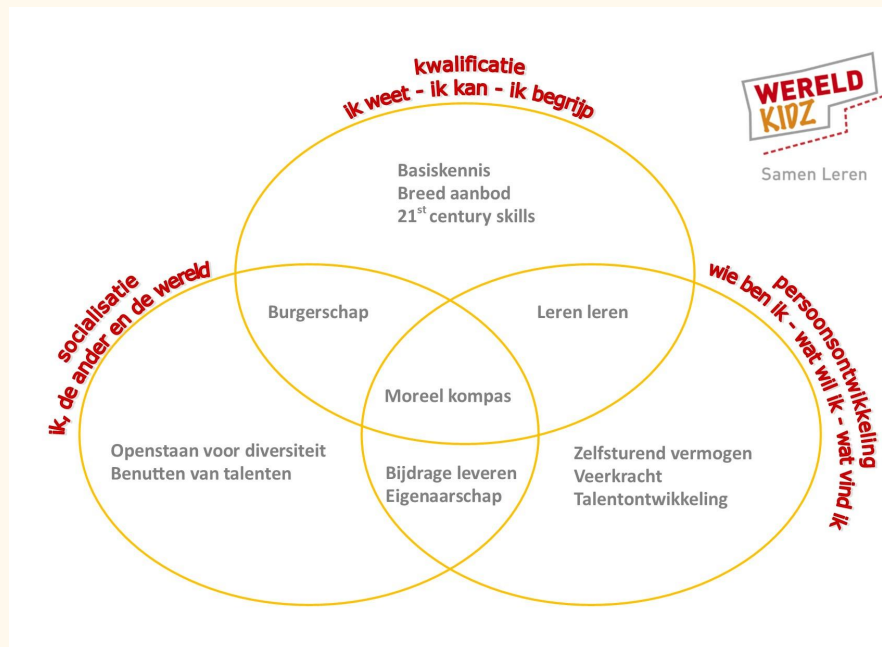 kwalificatie
ik weet - ik kan - ik begrijp
WERELD
KIDZ
Samen Leren
Basiskennis
Breed aanbod
21st century skills
socialisatie
ik, de ander en de wereld
persoonsontwikkeling
wie ben ik - wat wil ik - wat vind ik
Burgerschap
Leren leren
Moreel kompas
Openstaan voor diversiteit
Benutten van talenten
Bijdrage leveren
Eigenaarschap
Zelfsturend vermogen
Veerkracht
Talentontwikkeling